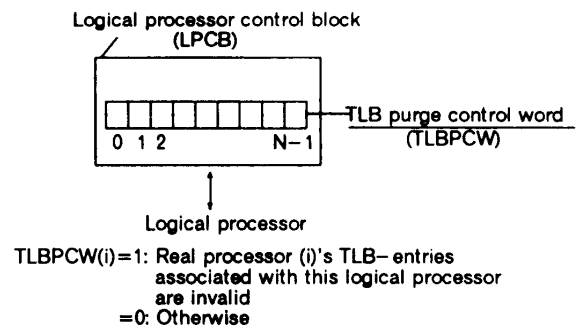 Logical processor control block
(LPCB)
TLB purge control word
(TLBPCW)
0 1 2 N-1
Logical processor
TLBPCW(i)=1: Real processor (i)'s TLB-entries
associated with this logical processor
are invalid
=0: Otherwise